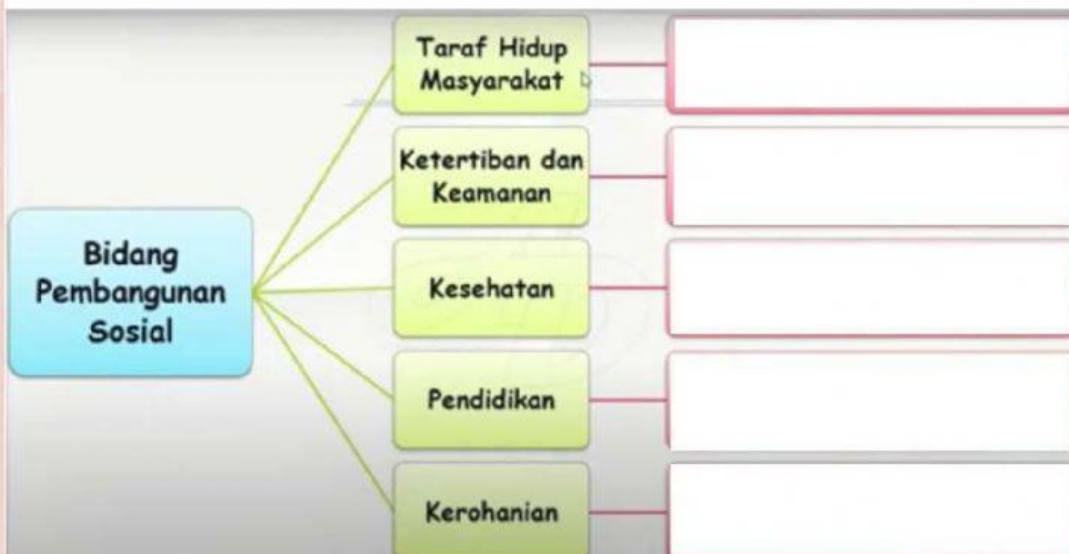 Bidang
Pembangunan
Sosial
Taraf Hidup
Masyarakat
Ketertiban dan
Keamanan
Kesehatan
Pendidikan
Kerohanian